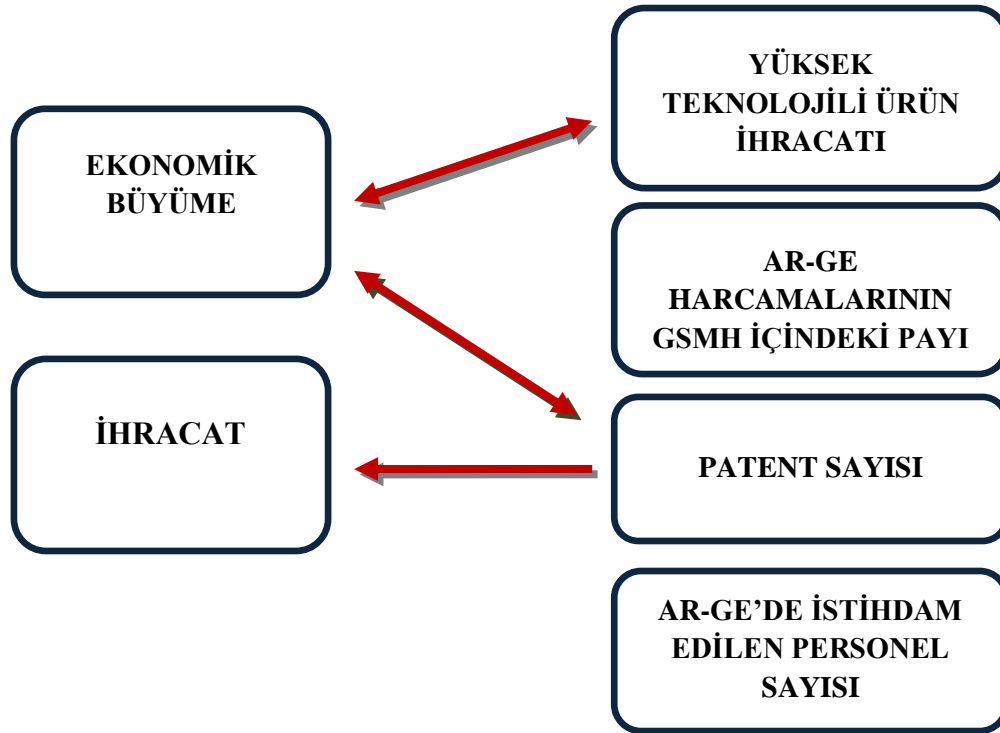 EKONOMİK
BÜYÜME
İHRACAT
YÜKSEK
TEKNOLOJİLİ ÜRÜN
İHRACATI
AR-GE
HARCAMALARININ
GSMH İÇİNDEKİ PAYI
PATENT SAYISI
AR-GE’DE İSTİHDAM
EDİLEN PERSONEL
SAYISI